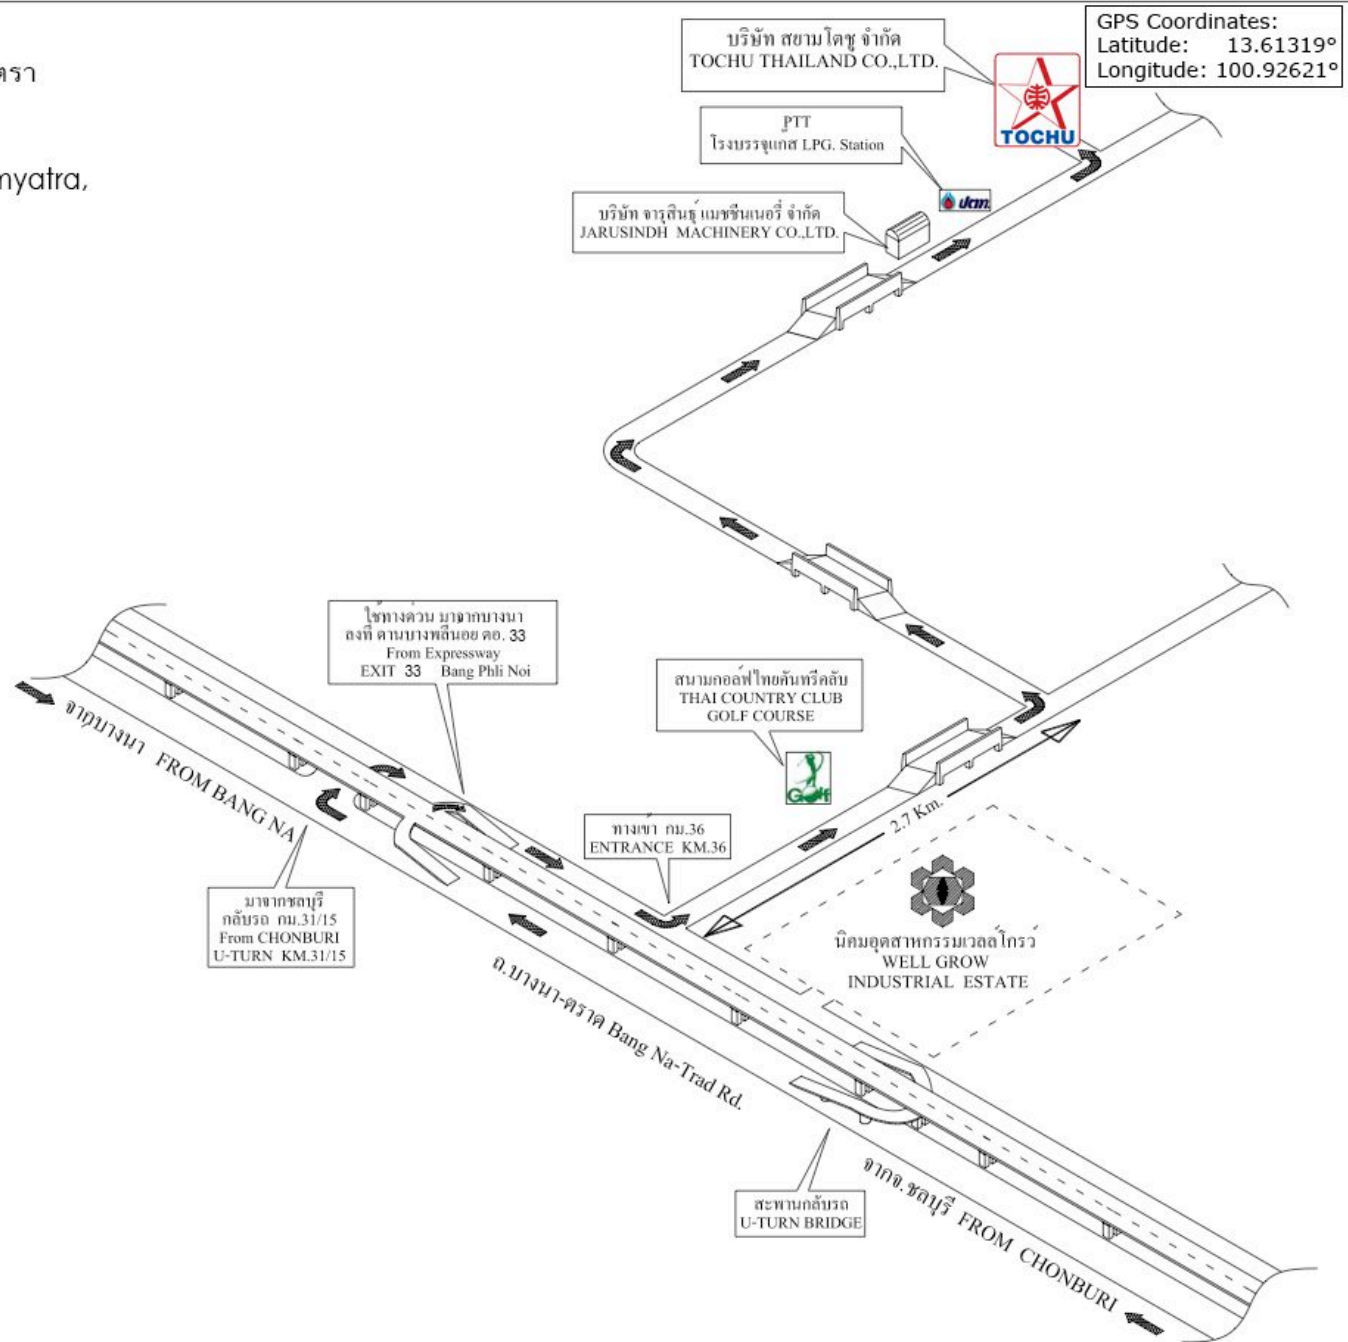 GPS Coordinates:
Latitude: 13.61319°
Longitude: 100.92621°
บริษัท สยามโตชู จำกัด
TOCHU THAILAND CO.,LTD.
TOCHU
ตรา
PTT
โรงบรรจุแก๊ส LPG. Station
myatra,
ปตท.
บริษัท จารุสินธุ์ แมชชีนเนอรี่ จำกัด
JARUSINDH MACHINERY CO.,LTD.
ใช้ทางด่วน มาจากบางนา
ลงที่ ด่านบางพลีน้อย ตอ. 33
From Expressway
EXIT 33 Bang Phli Noi
สนามกอล์ฟไทยคันทรีคลับ
THAI COUNTRY CLUB
GOLF COURSE
Golf
จากบางนา FROM BANG NA
ทางเข้า กม.36
ENTRANCE KM.36
2.7 Km.
มาจากชลบุรี
กลับรถ กม.31/15
From CHONBURI
U-TURN KM.31/15
นิคมอุตสาหกรรมเวลล์โกรว์
WELL GROW
INDUSTRIAL ESTATE
ถ.บางนา-ตราด Bang Na-Trad Rd.
สะพานกลับรถ
U-TURN BRIDGE
จากจ.ชลบุรี FROM CHONBURI